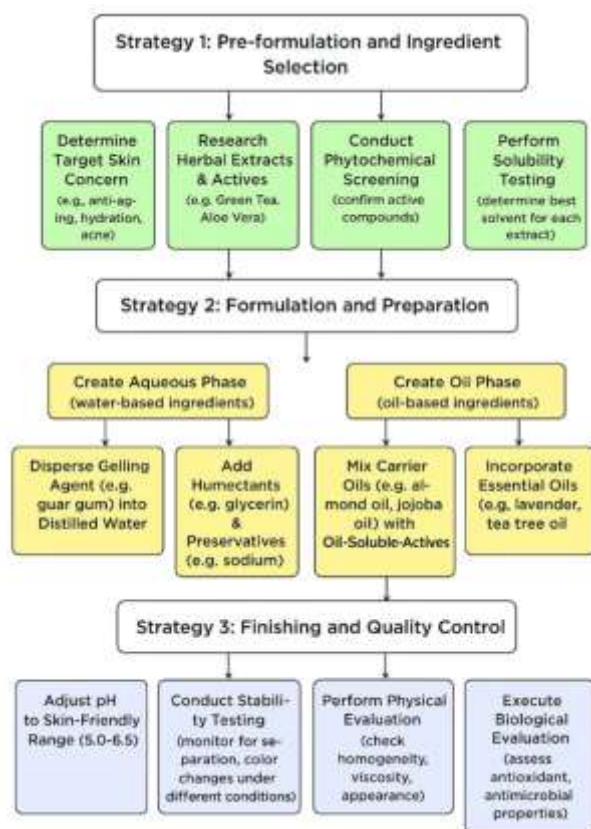 Strategy 1: Pre-formulation and Ingredient
Selection
Determine
Target Skin
Concern
(e.g., anti-ag-
ing, hydration,
acne)
Research
Herbal Extracts
& Actives
(e.g. Green Tea,
Aloe Vera)
Conduct
Phytochemical
Screening
(confirm active
compounds)
Perform
Solubility
Testing
(determine best
solvent for each
extract)
Strategy 2: Formulation and Preparation
Create Aqueous Phase
(water-based ingredients)
Create Oil Phase
(oil-based ingredients)
Disperse Gelling
Agent (e.g.
guar gum) into
Distilled Water
Add
Humectants
(e.g. glycerin)
&
Preservatives
(e.g. sodium)
Mix Carrier
Oils (e.g. al-
mond oil, jojoba
oil) with
Oil-Soluble-Actives
Incorporate
Essential Oils
(e.g, lavender,
tea tree oil
Strategy 3: Finishing and Quality Control
Adjust pH
to Skin-Friendly
Range (5.0-6.5)
Conduct Stabili-
ty Testing
(monitor for se-
paration, color
changes under
different conditions)
Perform Physical
Evaluation
(check
homogeneity,
viscosity,
appearance)
Execute
Biological
Evaluation
(assess
antioxidant,
antimicrobial
properties)